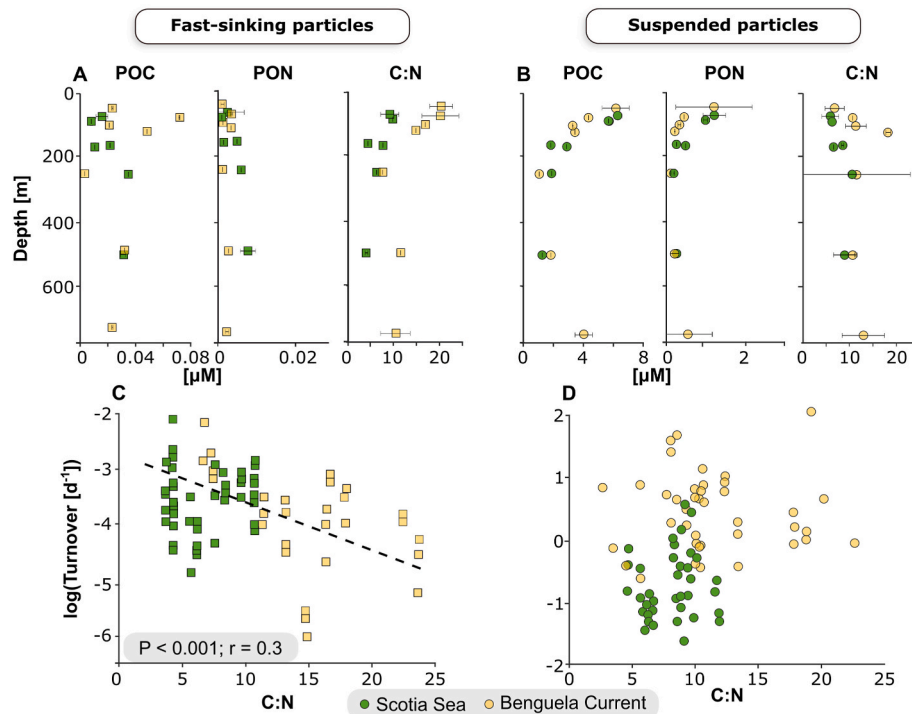 Fast-sinking particles
Suspended particles
A POC PON C:N
B POC PON C:N
Depth [m]
0
200
400
600
0 0.04 0.08
0 0.02
0 10 20
[µM]
0 4 8
0 2
0 10 20
[µM]
C
log(Turnover [d⁻¹])
-2
-3
-4
-5
-6
P < 0.001; r = 0.3
0 5 10 15 20 25
C:N
D
2
1
0
-1
-2
0 5 10 15 20 25
C:N
Scotia Sea Benguela Current